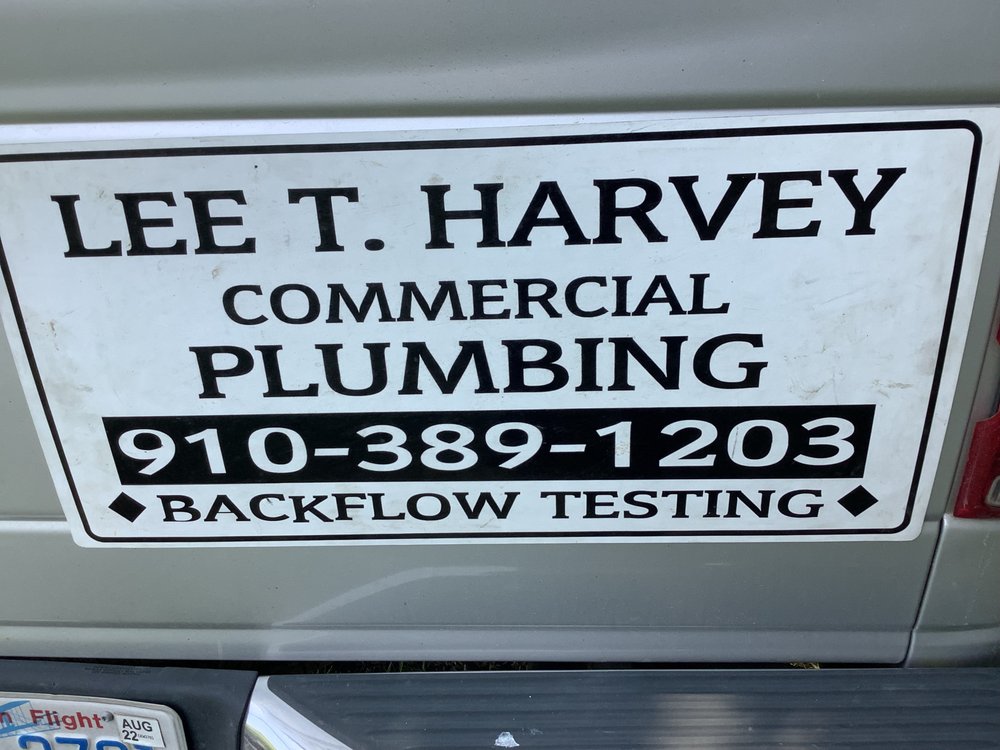 LEE T. HARVEY
COMMERCIAL
PLUMBING
910-389-1203
BACKFLOW TESTING
Flight
AUG
22